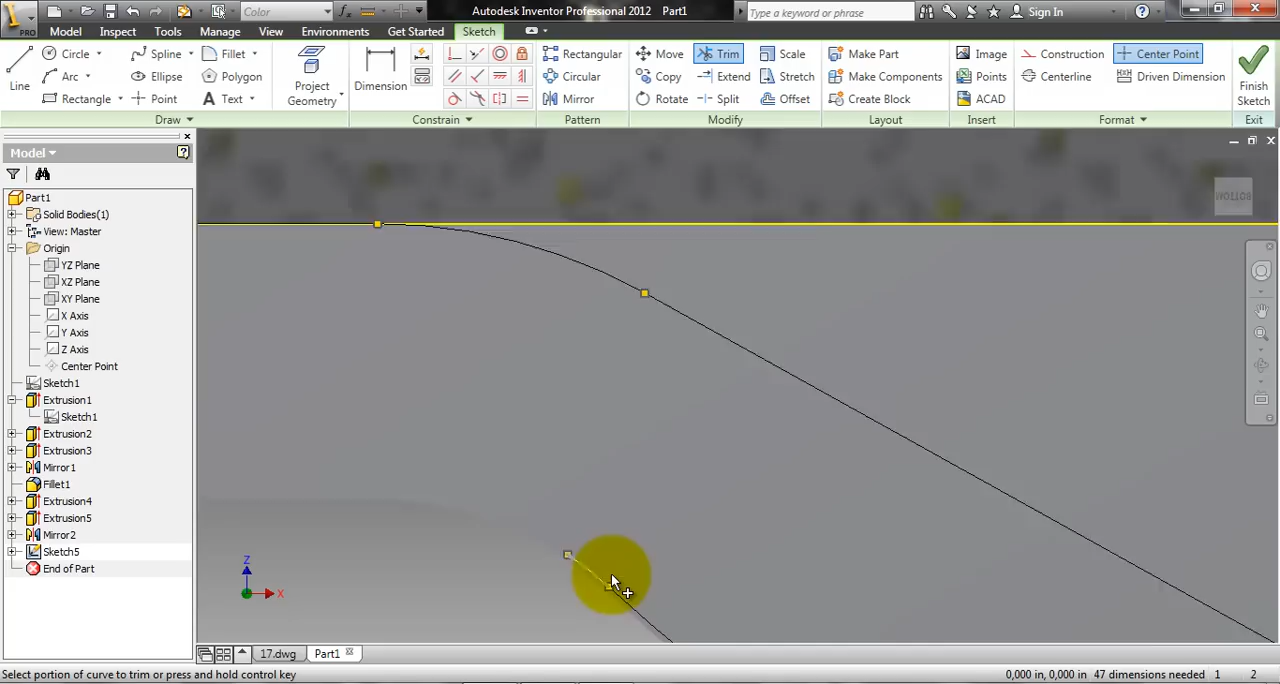 Color
Autodesk Inventor Professional 2012 Part1
Type a keyword or phrase
Sign In
PRO
Model Inspect Tools Manage View Environments Get Started Sketch
Line
Circle
Arc
Rectangle
Spline
Ellipse
Point
Fillet
Polygon
Text
Project Geometry
Dimension
Rectangular
Circular
Mirror
Move
Copy
Rotate
Trim
Extend
Split
Scale
Stretch
Offset
Make Part
Make Components
Create Block
Image
Points
ACAD
Construction
Centerline
Center Point
Driven Dimension
Finish Sketch
Draw Constrain Pattern Modify Layout Insert Format Exit
Model
Part1
Solid Bodies(1)
View: Master
Origin
YZ Plane
XZ Plane
XY Plane
X Axis
Y Axis
Z Axis
Center Point
Sketch1
Extrusion1
Sketch1
Extrusion2
Extrusion3
Mirror1
Fillet1
Extrusion4
Extrusion5
Mirror2
Sketch5
End of Part
BOTTOM
Z
X
17.dwg Part1
Select portion of curve to trim or press and hold control key
0,000 in, 0,000 in 47 dimensions needed 1 2